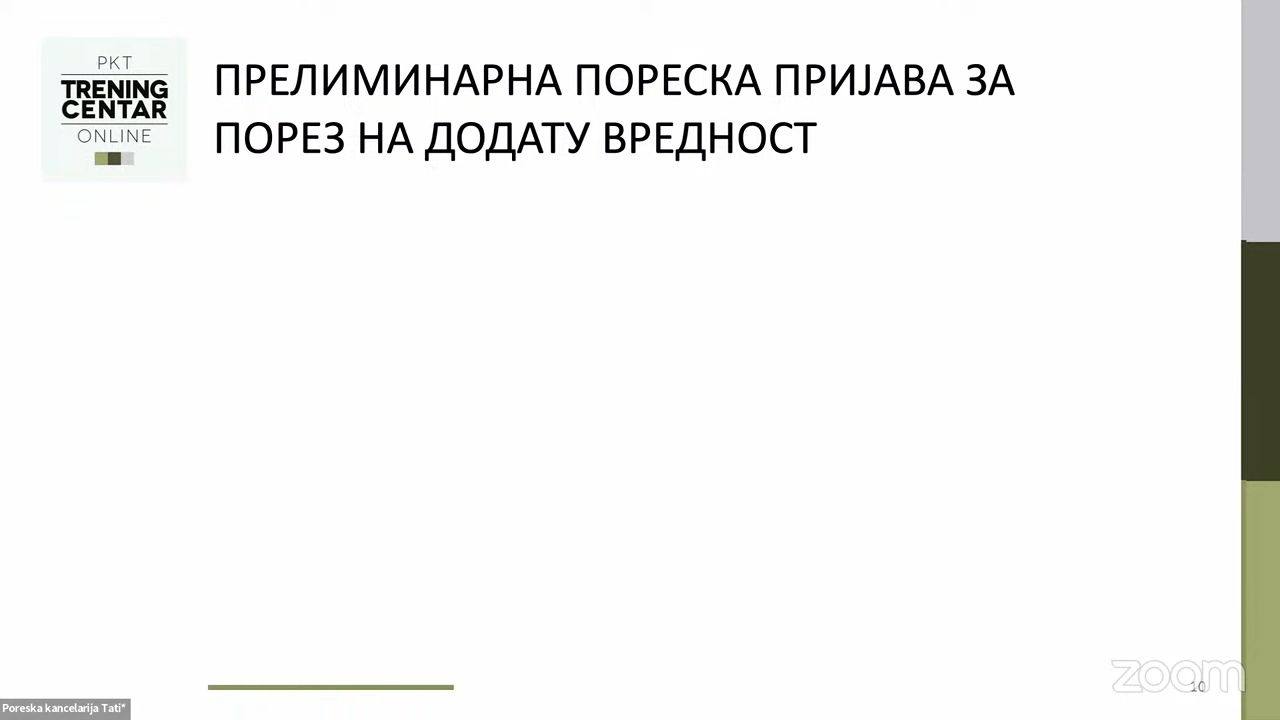 PKT
TRENING
CENTAR
ONLINE
ПРЕЛИМИНАРНА ПОРЕСКА ПРИЈАВА ЗА
ПОРЕЗ НА ДОДАТУ ВРЕДНОСТ
zoom
10
Poreska kancelarija Tati*